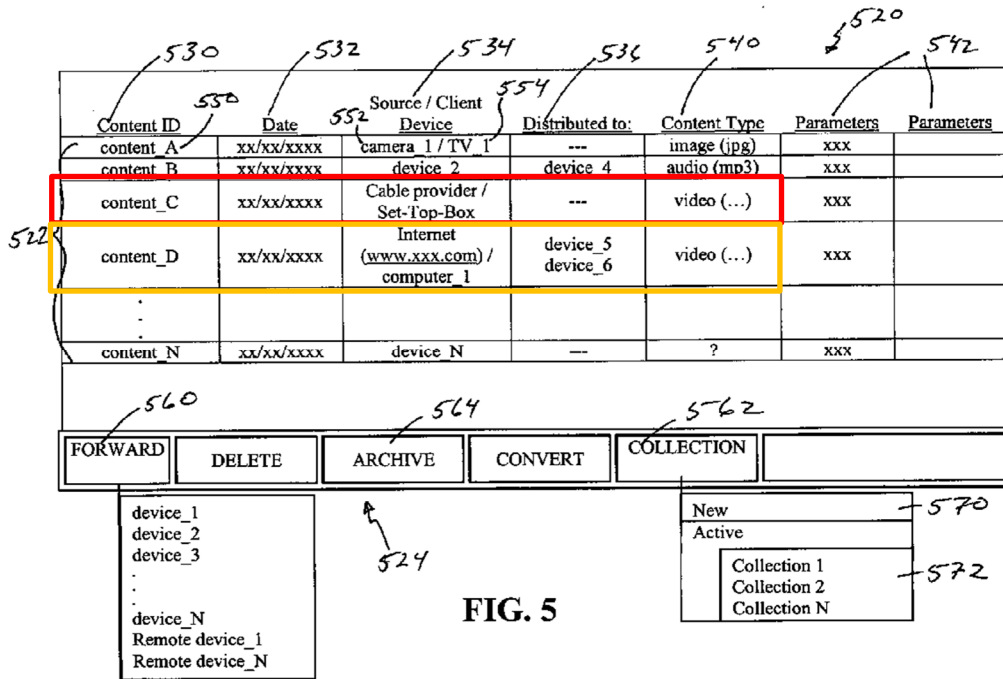 520
530 532 534 536 540 542
550 552 554
Source / Client
Content ID Date Device Distributed to: Content Type Parameters Parameters
content_A xx/xx/xxxx camera_1 / TV_1 --- image (jpg) xxx
content_B xx/xx/xxxx device_2 device_4 audio (mp3) xxx
Cable provider /
content_C xx/xx/xxxx --- video (...) xxx
Set-Top-Box
522
Internet
device_5
content_D xx/xx/xxxx (www.xxx.com) / video (...) xxx
device_6
computer_1
.
.
.
content_N xx/xx/xxxx device_N --- ? xxx
560 564 562
FORWARD DELETE ARCHIVE CONVERT COLLECTION
device_1
device_2
device_3
.
.
device_N
Remote device_1
Remote device_N
524
New 570
Active
Collection 1
Collection 2 572
Collection N
FIG. 5